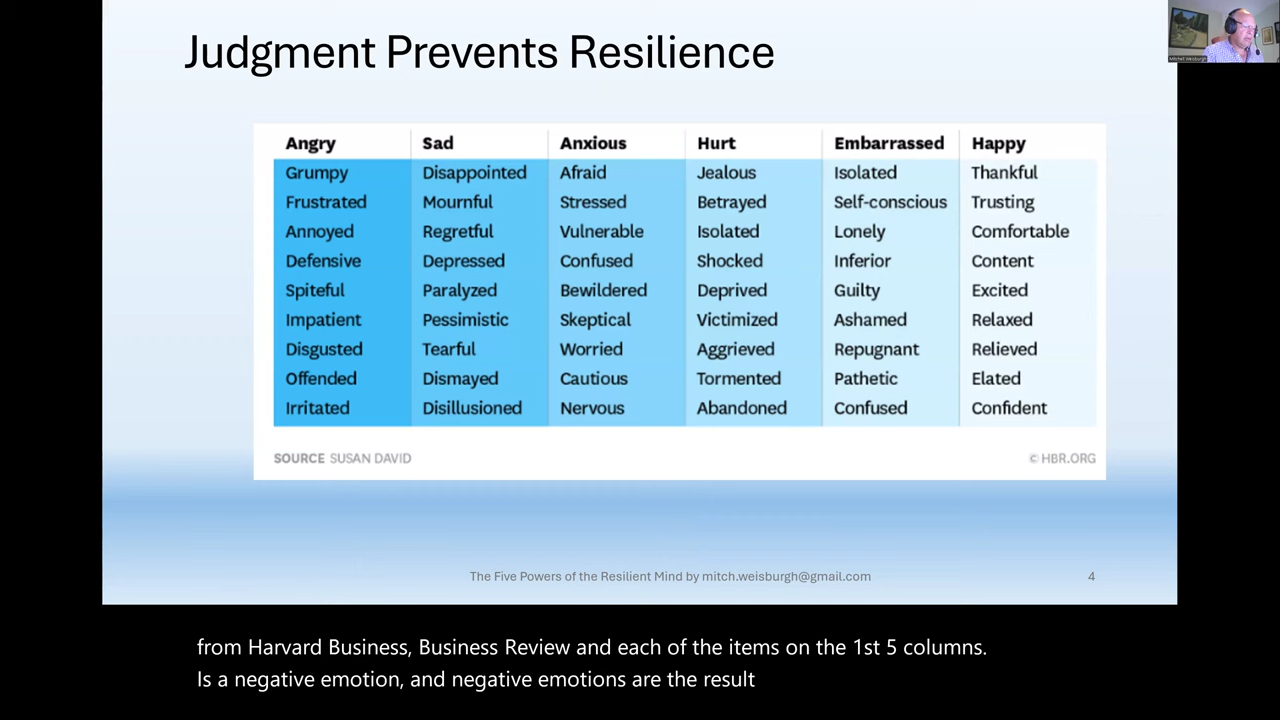 Judgment Prevents Resilience
Angry Sad Anxious Hurt Embarrassed Happy
Grumpy Disappointed Afraid Jealous Isolated Thankful
Frustrated Mournful Stressed Betrayed Self-conscious Trusting
Annoyed Regretful Vulnerable Isolated Lonely Comfortable
Defensive Depressed Confused Shocked Inferior Content
Spiteful Paralyzed Bewildered Deprived Guilty Excited
Impatient Pessimistic Skeptical Victimized Ashamed Relaxed
Disgusted Tearful Worried Aggrieved Repugnant Relieved
Offended Dismayed Cautious Tormented Pathetic Elated
Irritated Disillusioned Nervous Abandoned Confused Confident
SOURCE SUSAN DAVID © HBR.ORG
The Five Powers of the Resilient Mind by mitch.weisburgh@gmail.com 4
from Harvard Business, Business Review and each of the items on the 1st 5 columns.
Is a negative emotion, and negative emotions are the result